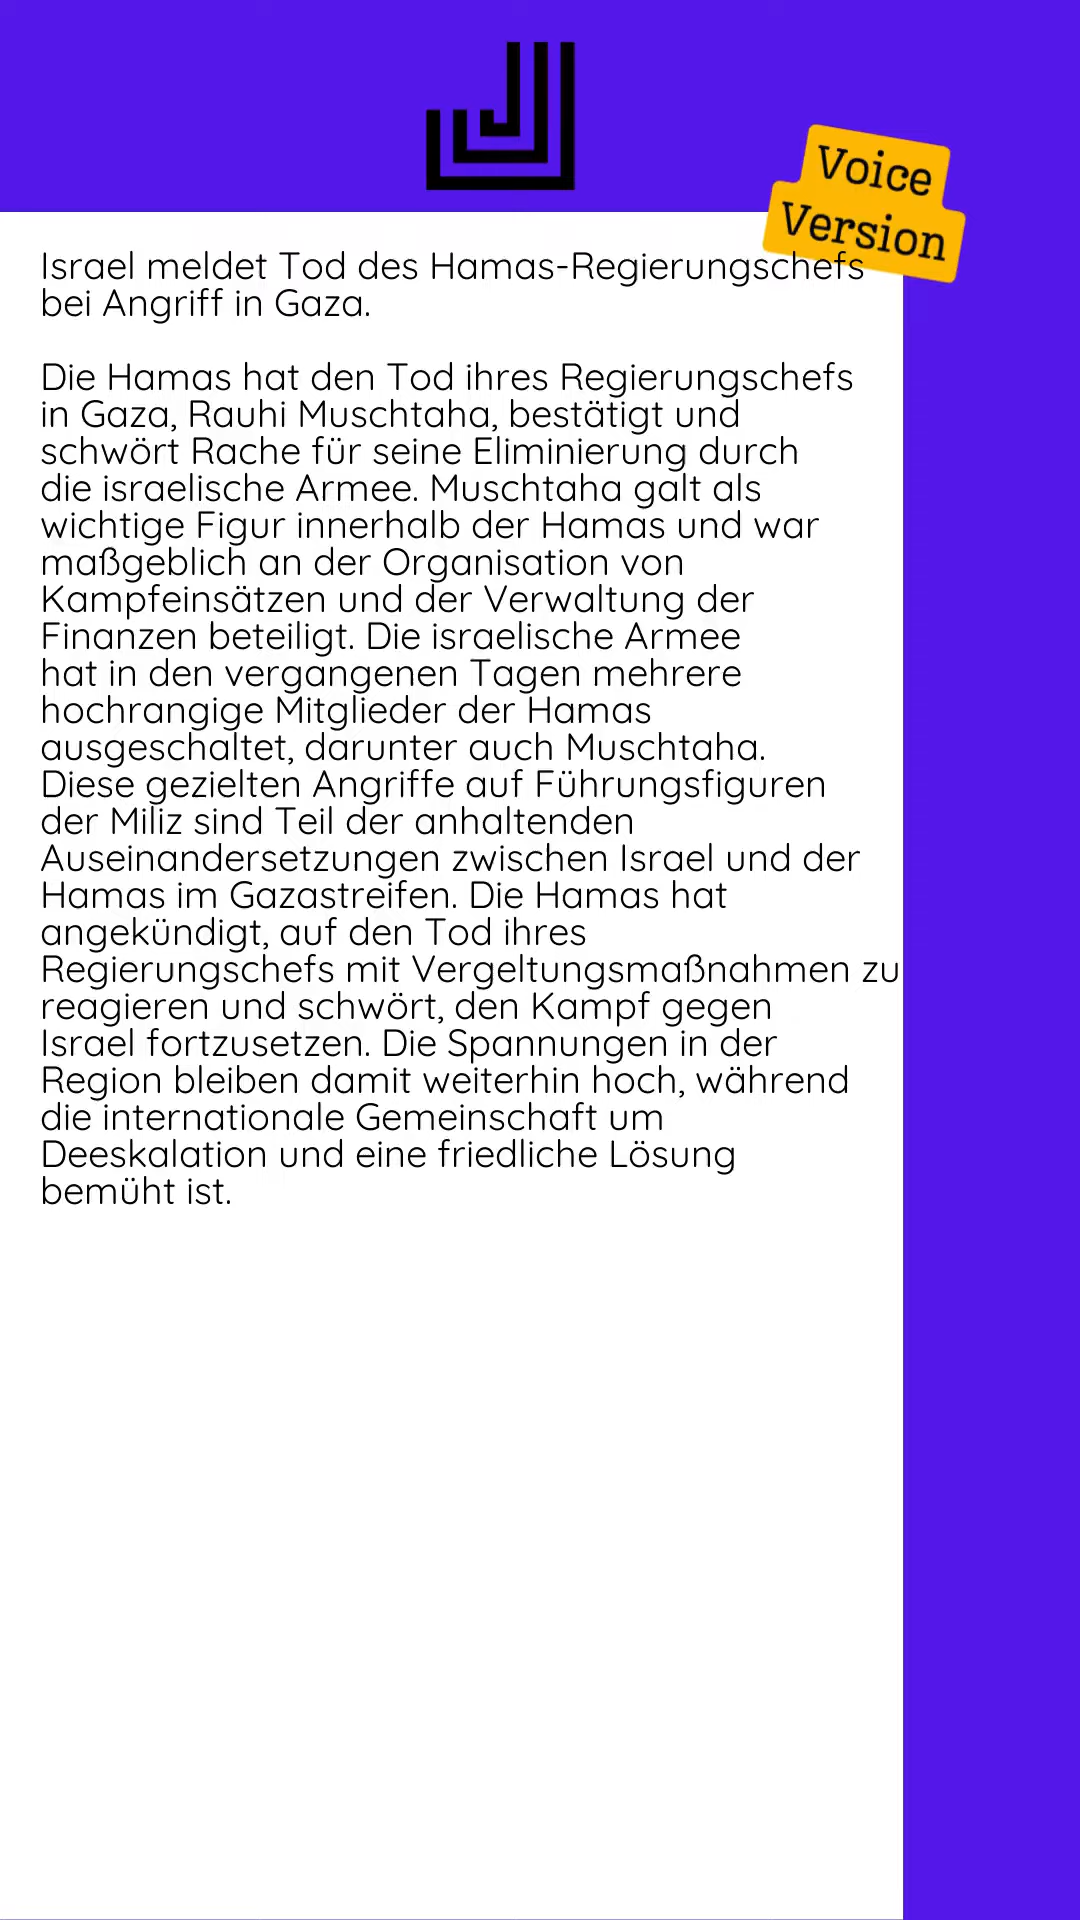 Voice
Version
Israel meldet Tod des Hamas-Regierungschefs
bei Angriff in Gaza.
Die Hamas hat den Tod ihres Regierungschefs
in Gaza, Rauhi Muschtaha, bestätigt und
schwört Rache für seine Eliminierung durch
die israelische Armee. Muschtaha galt als
wichtige Figur innerhalb der Hamas und war
maßgeblich an der Organisation von
Kampfeinsätzen und der Verwaltung der
Finanzen beteiligt. Die israelische Armee
hat in den vergangenen Tagen mehrere
hochrangige Mitglieder der Hamas
ausgeschaltet, darunter auch Muschtaha.
Diese gezielten Angriffe auf Führungsfiguren
der Miliz sind Teil der anhaltenden
Auseinandersetzungen zwischen Israel und der
Hamas im Gazastreifen. Die Hamas hat
angekündigt, auf den Tod ihres
Regierungschefs mit Vergeltungsmaßnahmen zu
reagieren und schwört, den Kampf gegen
Israel fortzusetzen. Die Spannungen in der
Region bleiben damit weiterhin hoch, während
die internationale Gemeinschaft um
Deeskalation und eine friedliche Lösung
bemüht ist.